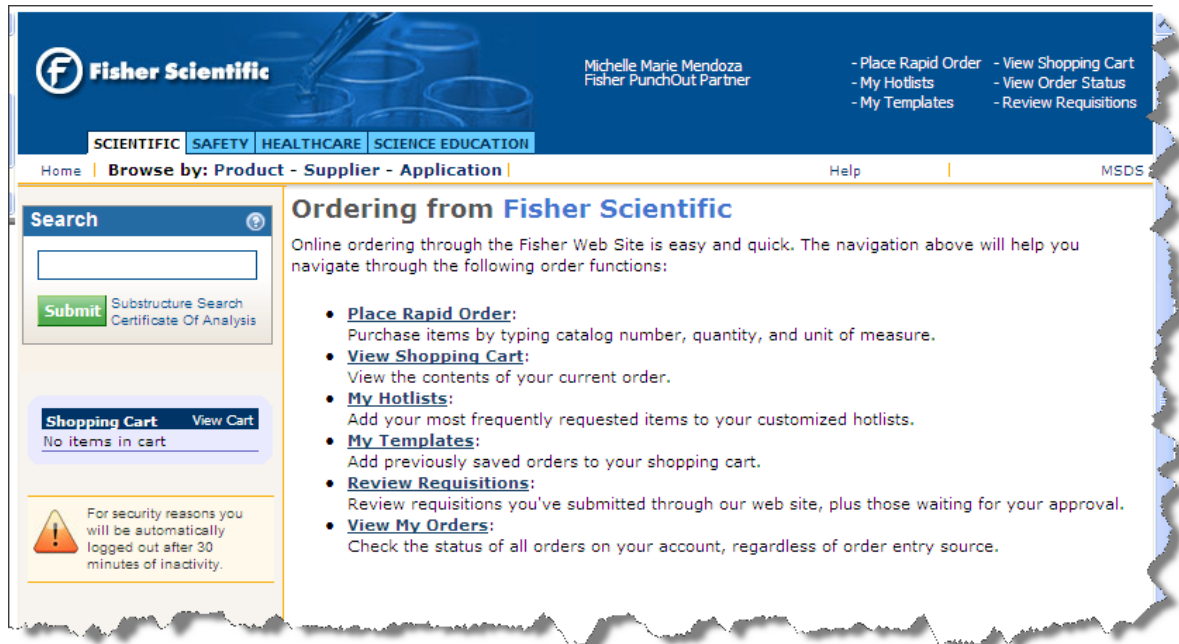 Fisher Scientific
Michelle Marie Mendoza
Fisher PunchOut Partner
- Place Rapid Order
- My Hotlists
- My Templates
- View Shopping Cart
- View Order Status
- Review Requisitions
SCIENTIFIC SAFETY HEALTHCARE SCIENCE EDUCATION
Home | Browse by: Product - Supplier - Application | Help | MSDS
Search
Submit
Substructure Search
Certificate Of Analysis
Shopping Cart View Cart
No items in cart
For security reasons you
will be automatically
logged out after 30
minutes of inactivity.
Ordering from Fisher Scientific
Online ordering through the Fisher Web Site is easy and quick. The navigation above will help you
navigate through the following order functions:
• Place Rapid Order:
Purchase items by typing catalog number, quantity, and unit of measure.
• View Shopping Cart:
View the contents of your current order.
• My Hotlists:
Add your most frequently requested items to your customized hotlists.
• My Templates:
Add previously saved orders to your shopping cart.
• Review Requisitions:
Review requisitions you've submitted through our web site, plus those waiting for your approval.
• View My Orders:
Check the status of all orders on your account, regardless of order entry source.